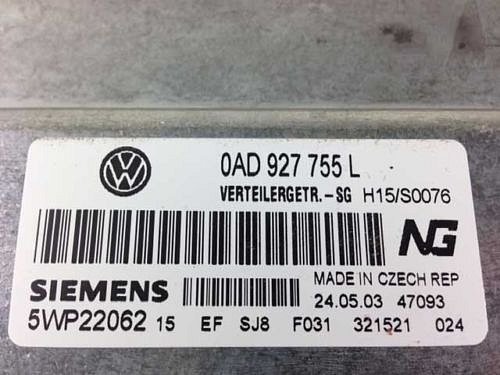 0AD 927 755 L
VERTEILERGETR.-SG H15/S0076
NG
SIEMENS MADE IN CZECH REP
24.05.03 47093
5WP22062 15 EF SJ8 F031 321521 024